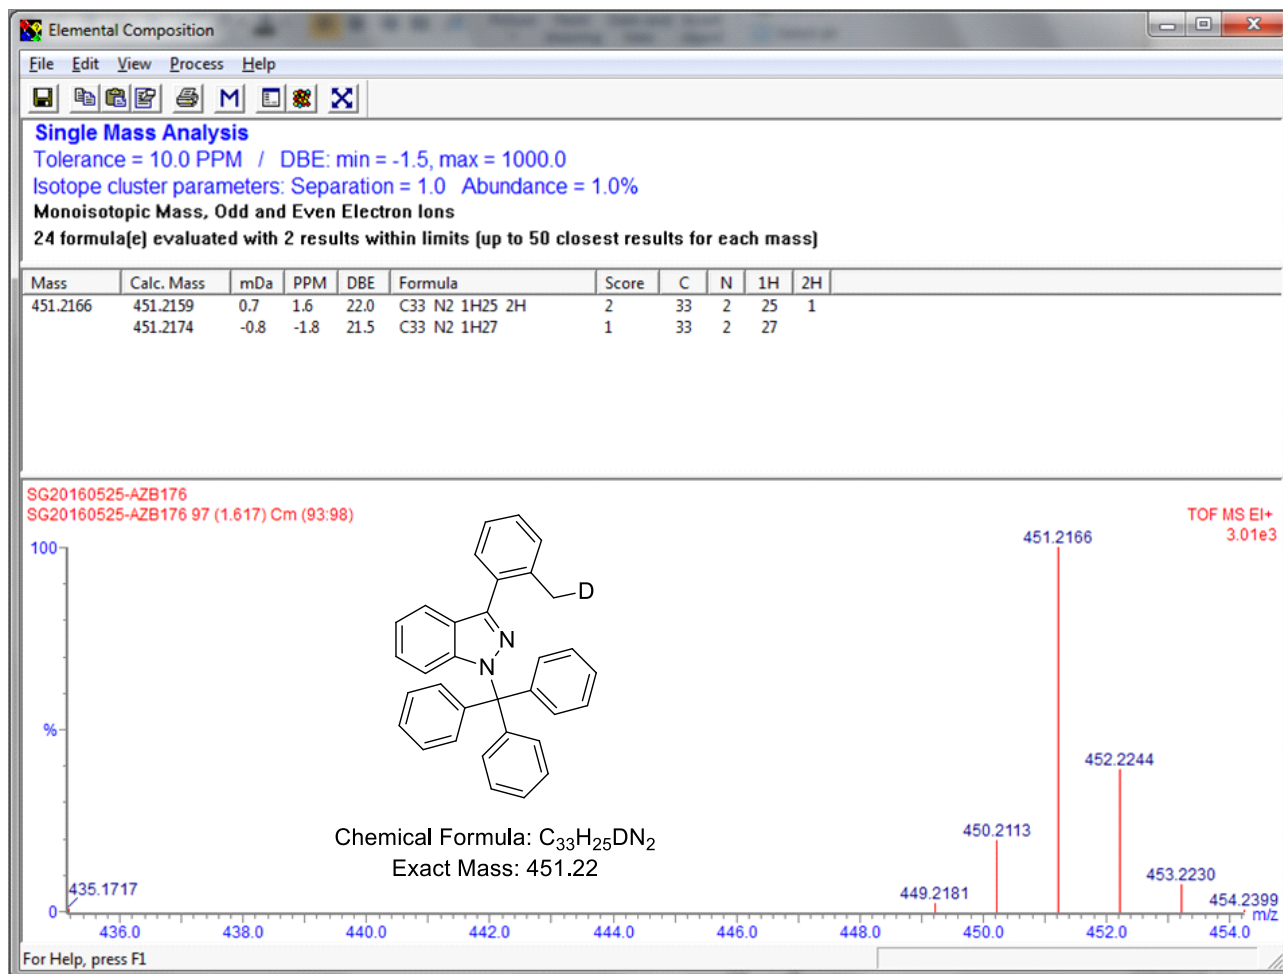 Elemental Composition
File Edit View Process Help
M
Single Mass Analysis
Tolerance = 10.0 PPM / DBE: min = -1.5, max = 1000.0
Isotope cluster parameters: Separation = 1.0 Abundance = 1.0%
Monoisotopic Mass, Odd and Even Electron Ions
24 formula(e) evaluated with 2 results within limits (up to 50 closest results for each mass)
Mass Calc. Mass mDa PPM DBE Formula Score C N 1H 2H
451.2166 451.2159 0.7 1.6 22.0 C33 N2 1H25 2H 2 33 2 25 1
451.2174 -0.8 -1.8 21.5 C33 N2 1H27 1 33 2 27
SG20160525-AZB176
SG20160525-AZB176 97 (1.617) Cm (93:98)
TOF MS EI+
3.01e3
100
%
0
D
N
N
Chemical Formula: C₃₃H₂₅DN₂
Exact Mass: 451.22
435.1717
449.2181
450.2113
451.2166
452.2244
453.2230
454.2399
m/z
436.0 438.0 440.0 442.0 444.0 446.0 448.0 450.0 452.0 454.0
For Help, press F1